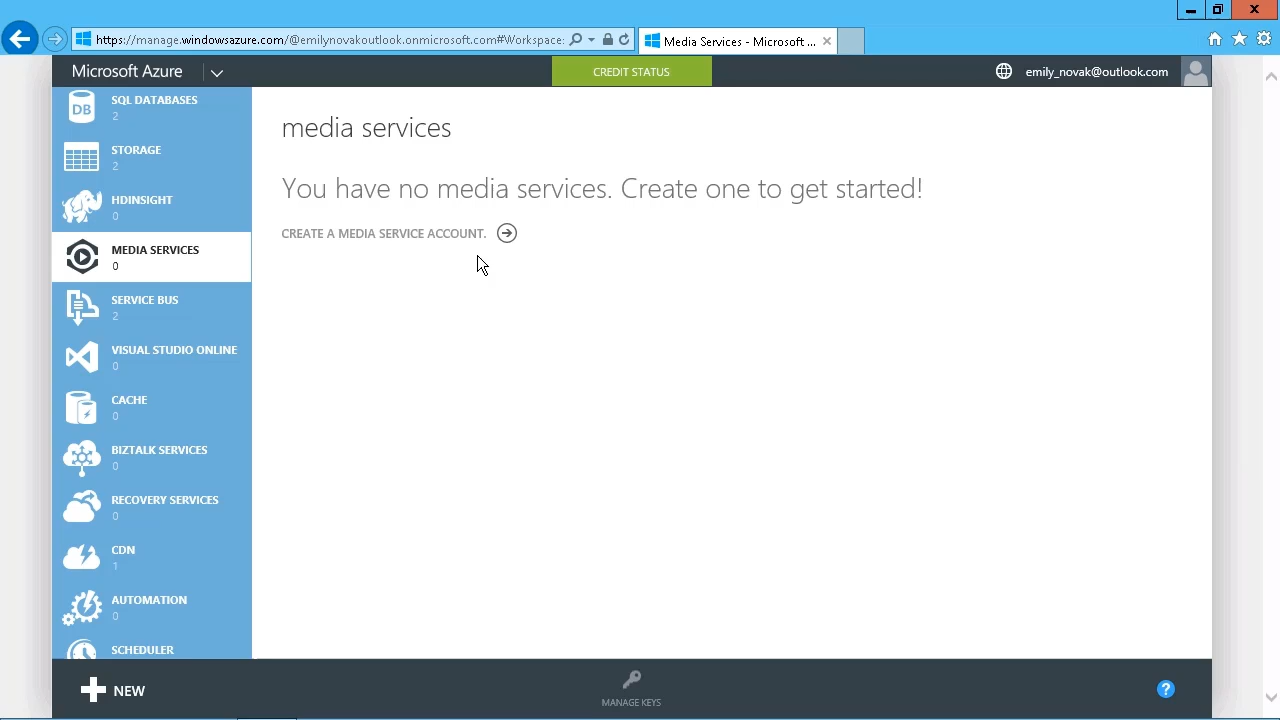 https://manage.windowsazure.com/@emilynovakoutlook.onmicrosoft.com#Workspace:
Media Services - Microsoft ...
Microsoft Azure
CREDIT STATUS
emily_novak@outlook.com
SQL DATABASES
2
DB
STORAGE
2
HDINSIGHT
0
MEDIA SERVICES
0
SERVICE BUS
2
VISUAL STUDIO ONLINE
0
CACHE
0
BIZTALK SERVICES
0
RECOVERY SERVICES
0
CDN
1
AUTOMATION
0
SCHEDULER
media services
You have no media services. Create one to get started!
CREATE A MEDIA SERVICE ACCOUNT.
NEW
MANAGE KEYS
?